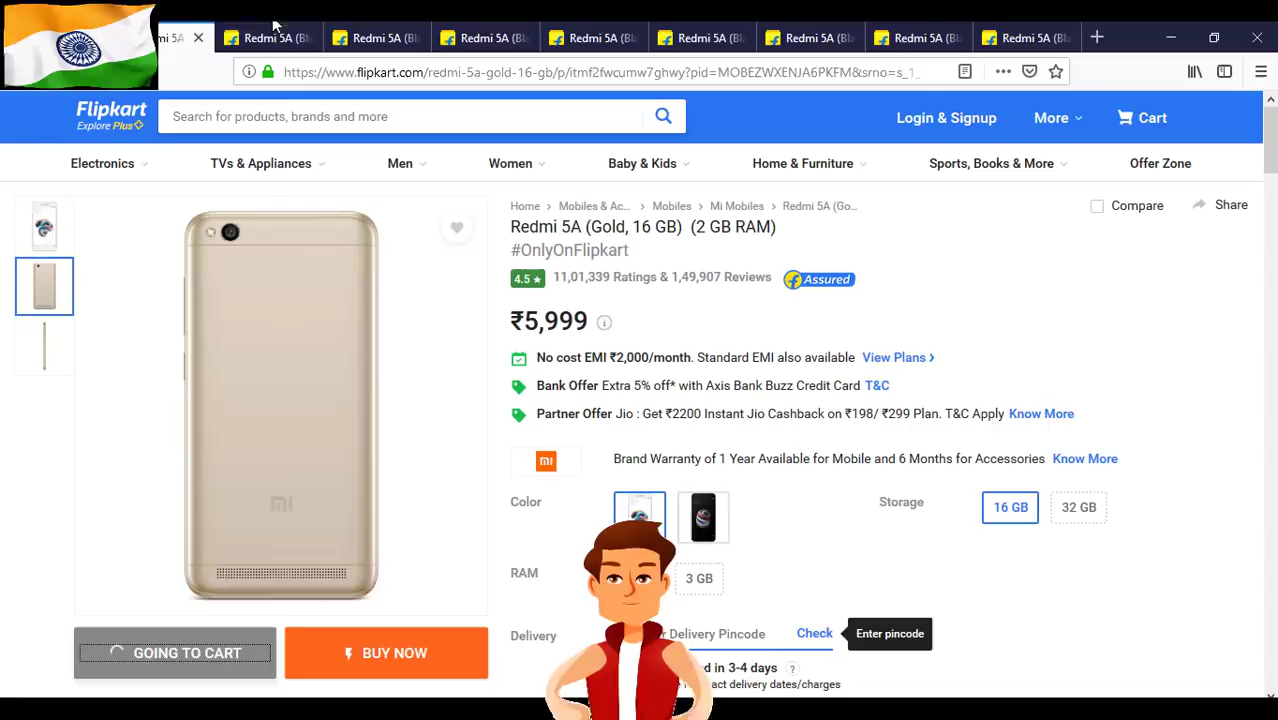 mi 5A
Redmi 5A (Bl
Redmi 5A (Bl
Redmi 5A (Bl
Redmi 5A (Bl
Redmi 5A (Bl
Redmi 5A (Bl
Redmi 5A (Bl
Redmi 5A (Bl
https://www.flipkart.com/redmi-5a-gold-16-gb/p/itmf2fwcumw7ghwy?pid=MOBEZWXENJA6PKFM&srno=s_1_
Flipkart
Explore Plus
Search for products, brands and more
Login & Signup
More
Cart
Electronics
TVs & Appliances
Men
Women
Baby & Kids
Home & Furniture
Sports, Books & More
Offer Zone
Home > Mobiles & Ac... > Mobiles > Mi Mobiles > Redmi 5A (Go...
Compare
Share
Redmi 5A (Gold, 16 GB) (2 GB RAM)
#OnlyOnFlipkart
4.5 ★ 11,01,339 Ratings & 1,49,907 Reviews
Assured
₹5,999
No cost EMI ₹2,000/month. Standard EMI also available View Plans >
Bank Offer Extra 5% off* with Axis Bank Buzz Credit Card T&C
Partner Offer Jio : Get ₹2200 Instant Jio Cashback on ₹198/ ₹299 Plan. T&C Apply Know More
mi
Brand Warranty of 1 Year Available for Mobile and 6 Months for Accessories Know More
Color
Storage
16 GB
32 GB
RAM
3 GB
Delivery
Delivery Pincode
Check
Enter pincode
in 3-4 days ?
delivery dates/charges
mi
GOING TO CART
BUY NOW